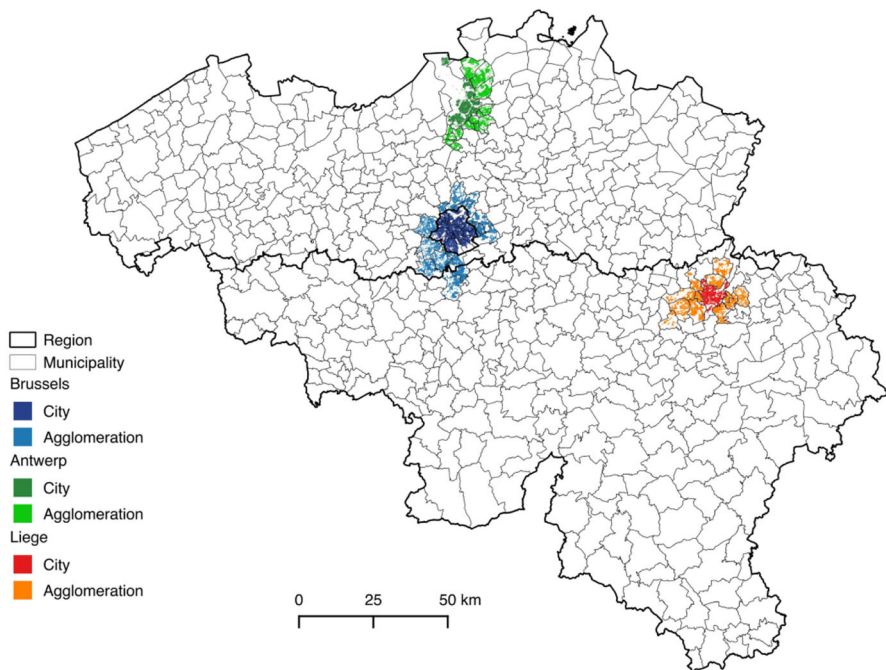 Region
Municipality
Brussels
City
Agglomeration
Antwerp
City
Agglomeration
Liege
City
Agglomeration
0 25 50 km